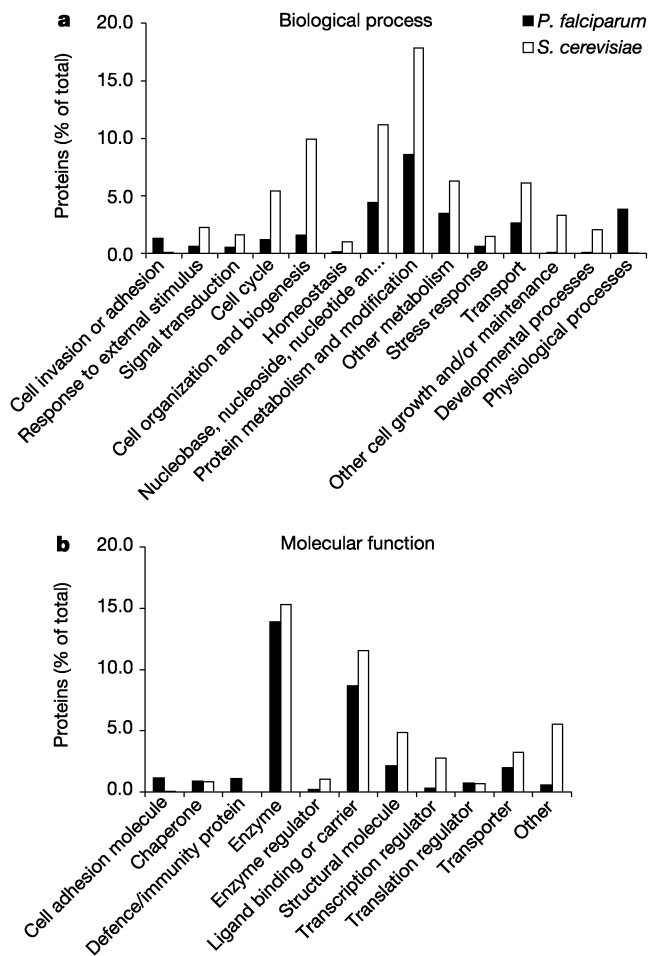 a
Biological process
P. falciparum
S. cerevisiae
Proteins (% of total)
20.0
15.0
10.0
5.0
0.0
Cell invasion or adhesion
Response to external stimulus
Signal transduction
Cell cycle
Cell organization and biogenesis
Homeostasis
Nucleobase, nucleoside, nucleotide an...
Protein metabolism and modification
Other metabolism
Stress response
Transport
Other cell growth and/or maintenance
Developmental processes
Physiological processes
b
Molecular function
Proteins (% of total)
20.0
15.0
10.0
5.0
0.0
Cell adhesion molecule
Chaperone
Defence/immunity protein
Enzyme
Enzyme regulator
Ligand binding or carrier
Structural molecule
Transcription regulator
Translation regulator
Transporter
Other